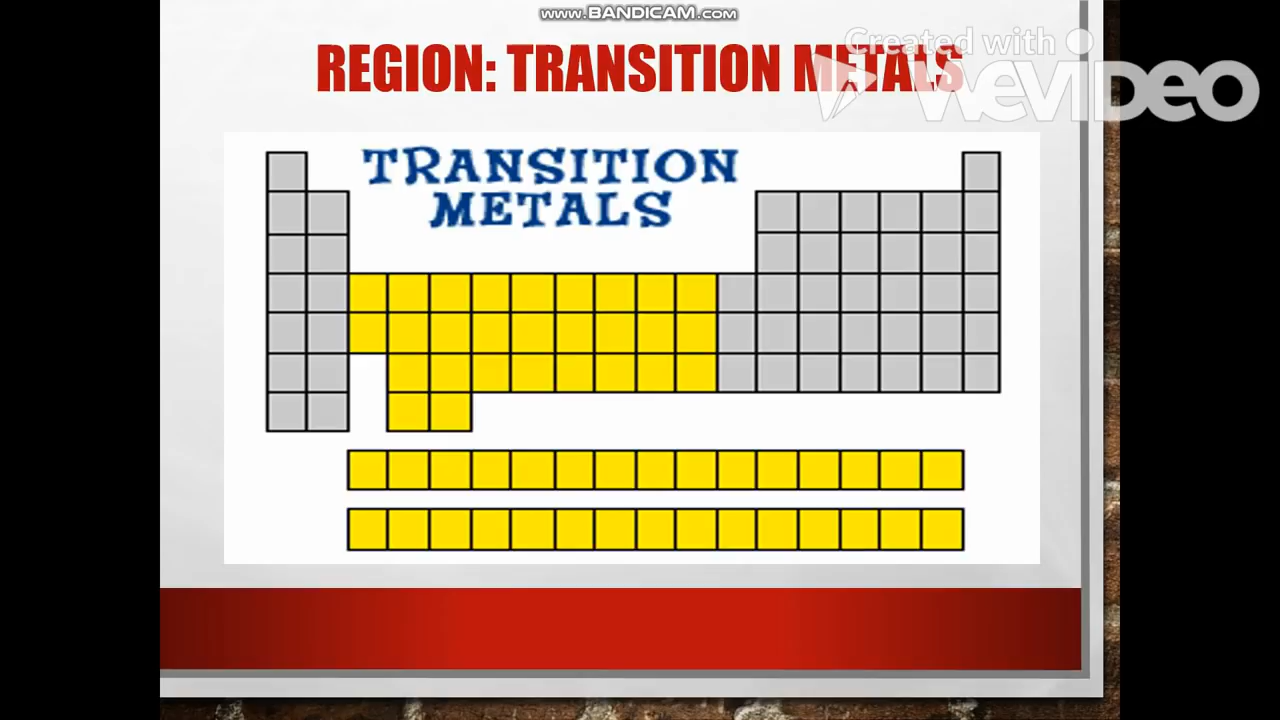 www.BANDICAM.com
Created with
WEVIDEO
REGION: TRANSITION METALS
TRANSITION
METALS